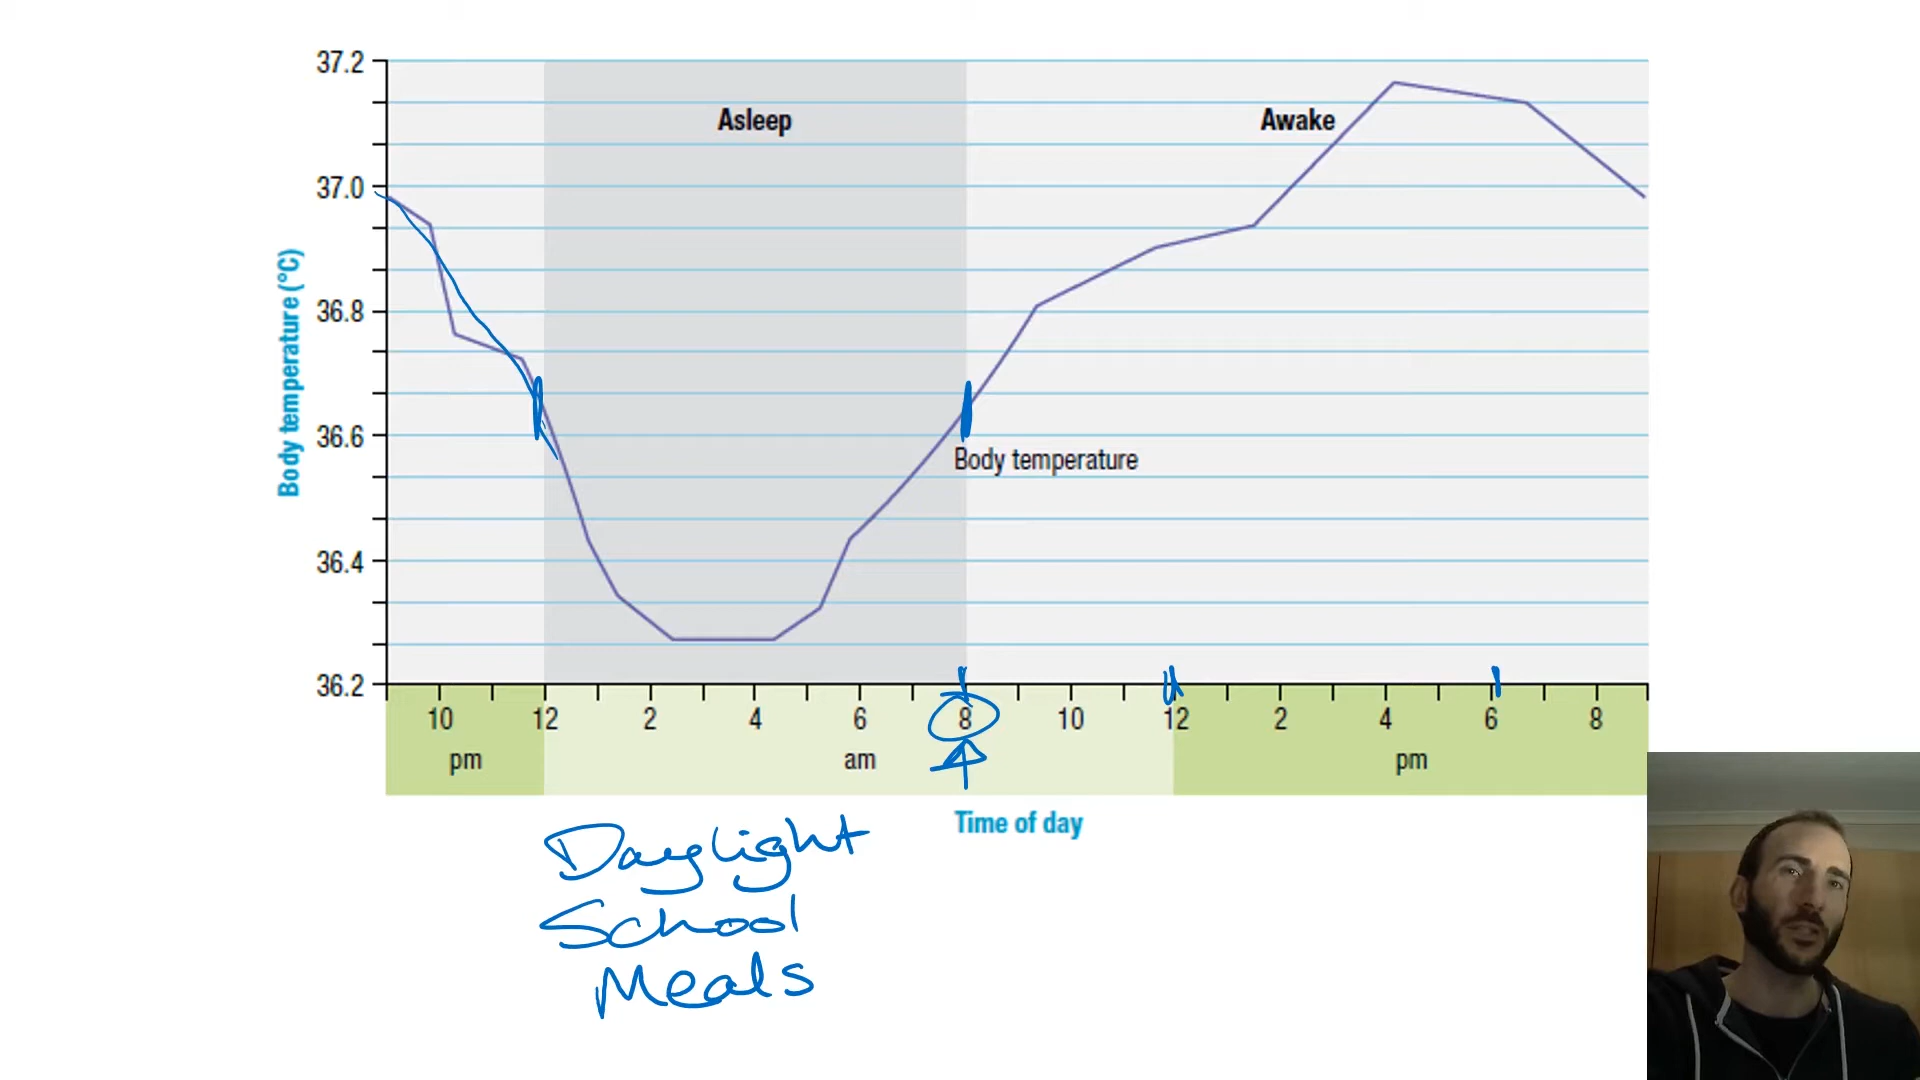 37.2
Asleep
Awake
37.0
36.8
36.6
Body temperature
36.4
36.2
Body temperature (°C)
10 12 2 4 6 8 10 12 2 4 6 8
pm am pm
Time of day
Daylight
School
Meals